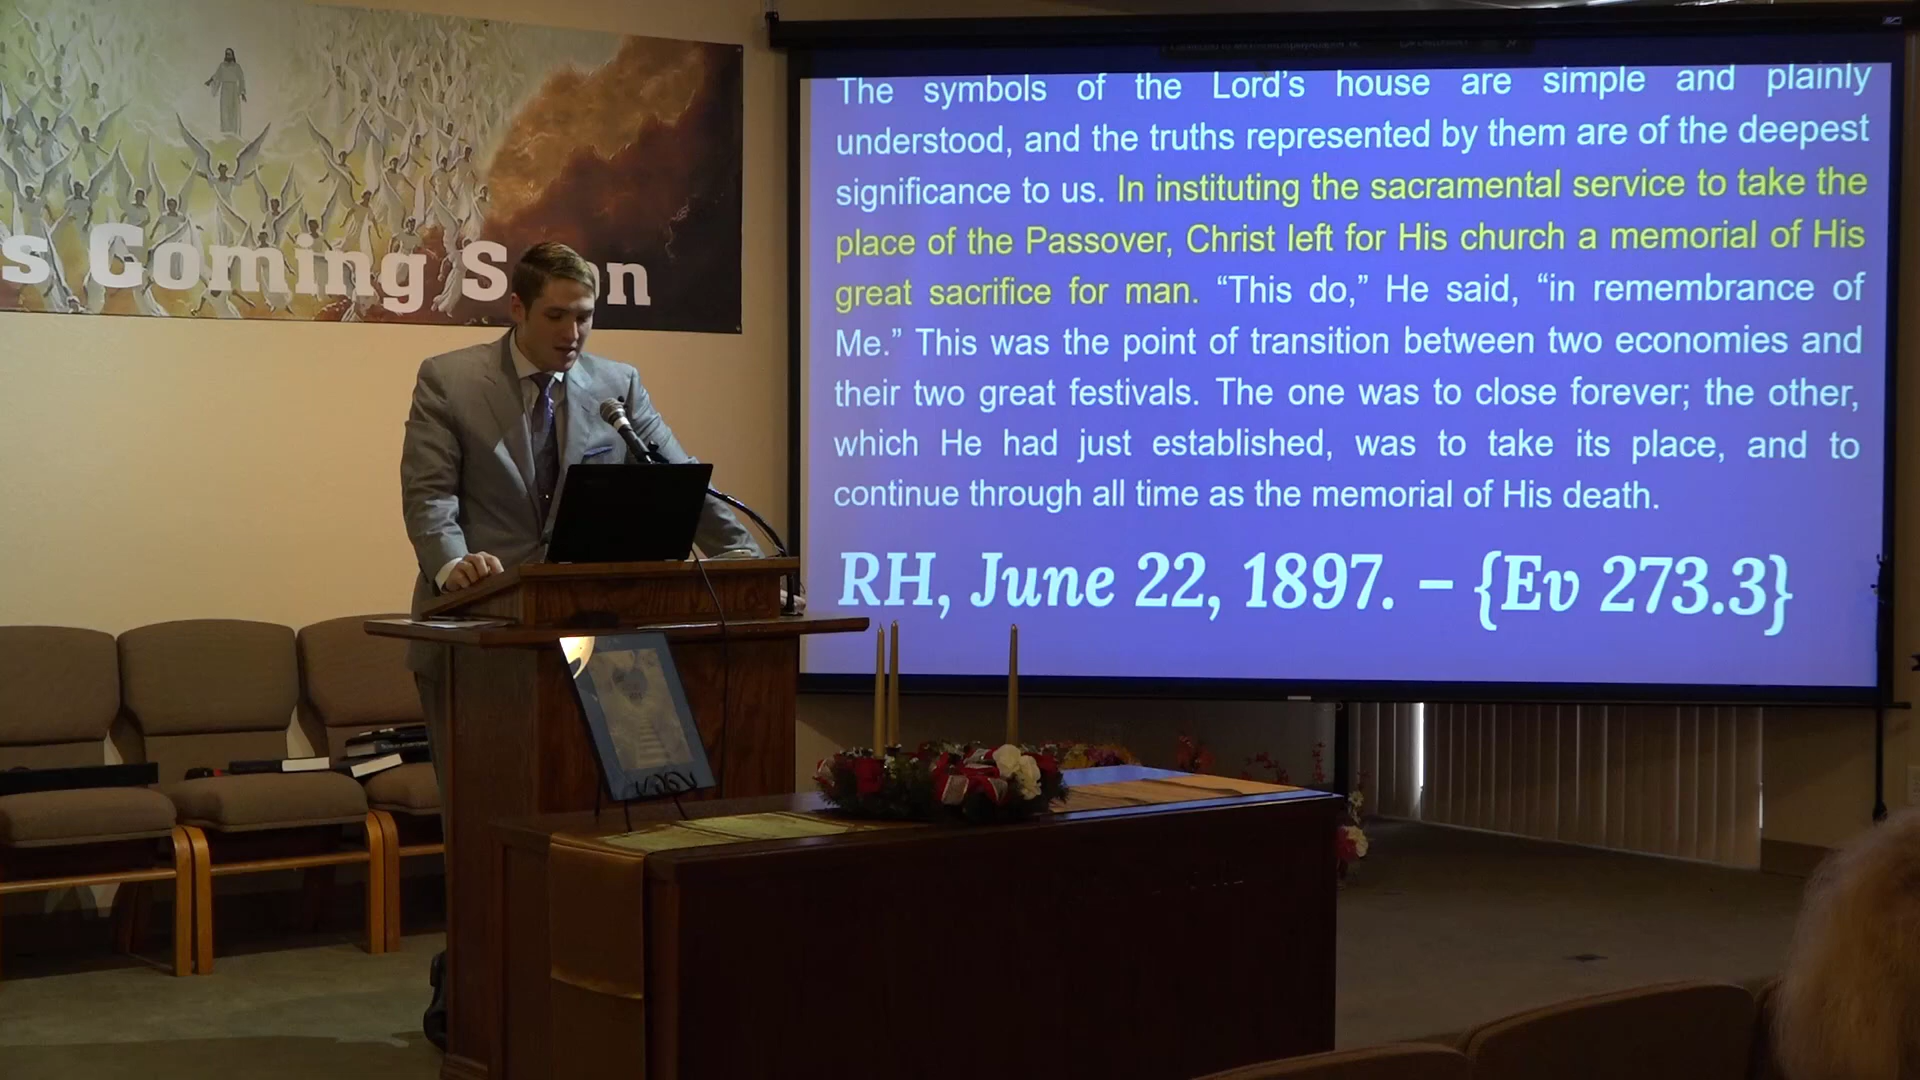 s Coming S n
The symbols of the Lord's house are simple and plainly
understood, and the truths represented by them are of the deepest
significance to us. In instituting the sacramental service to take the
place of the Passover, Christ left for His church a memorial of His
great sacrifice for man. “This do,” He said, “in remembrance of
Me.” This was the point of transition between two economies and
their two great festivals. The one was to close forever; the other,
which He had just established, was to take its place, and to
continue through all time as the memorial of His death.
RH, June 22, 1897. – {Ev 273.3}